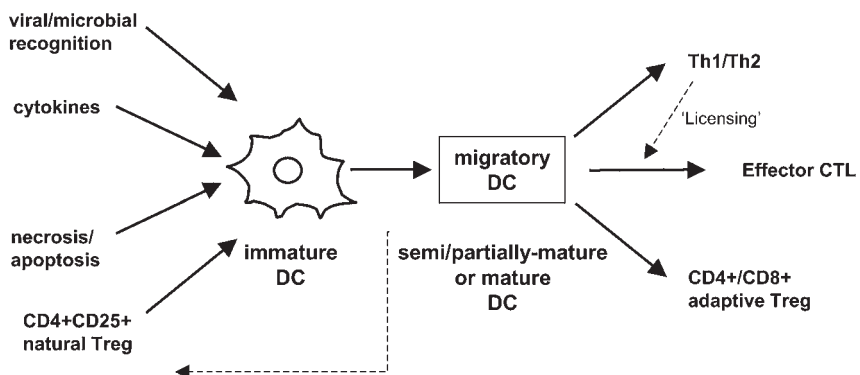 viral/microbial
recognition
cytokines
necrosis/
apoptosis
CD4+CD25+
natural Treg
immature
DC
migratory
DC
semi/partially-mature
or mature
DC
Th1/Th2
'Licensing'
Effector CTL
CD4+/CD8+
adaptive Treg